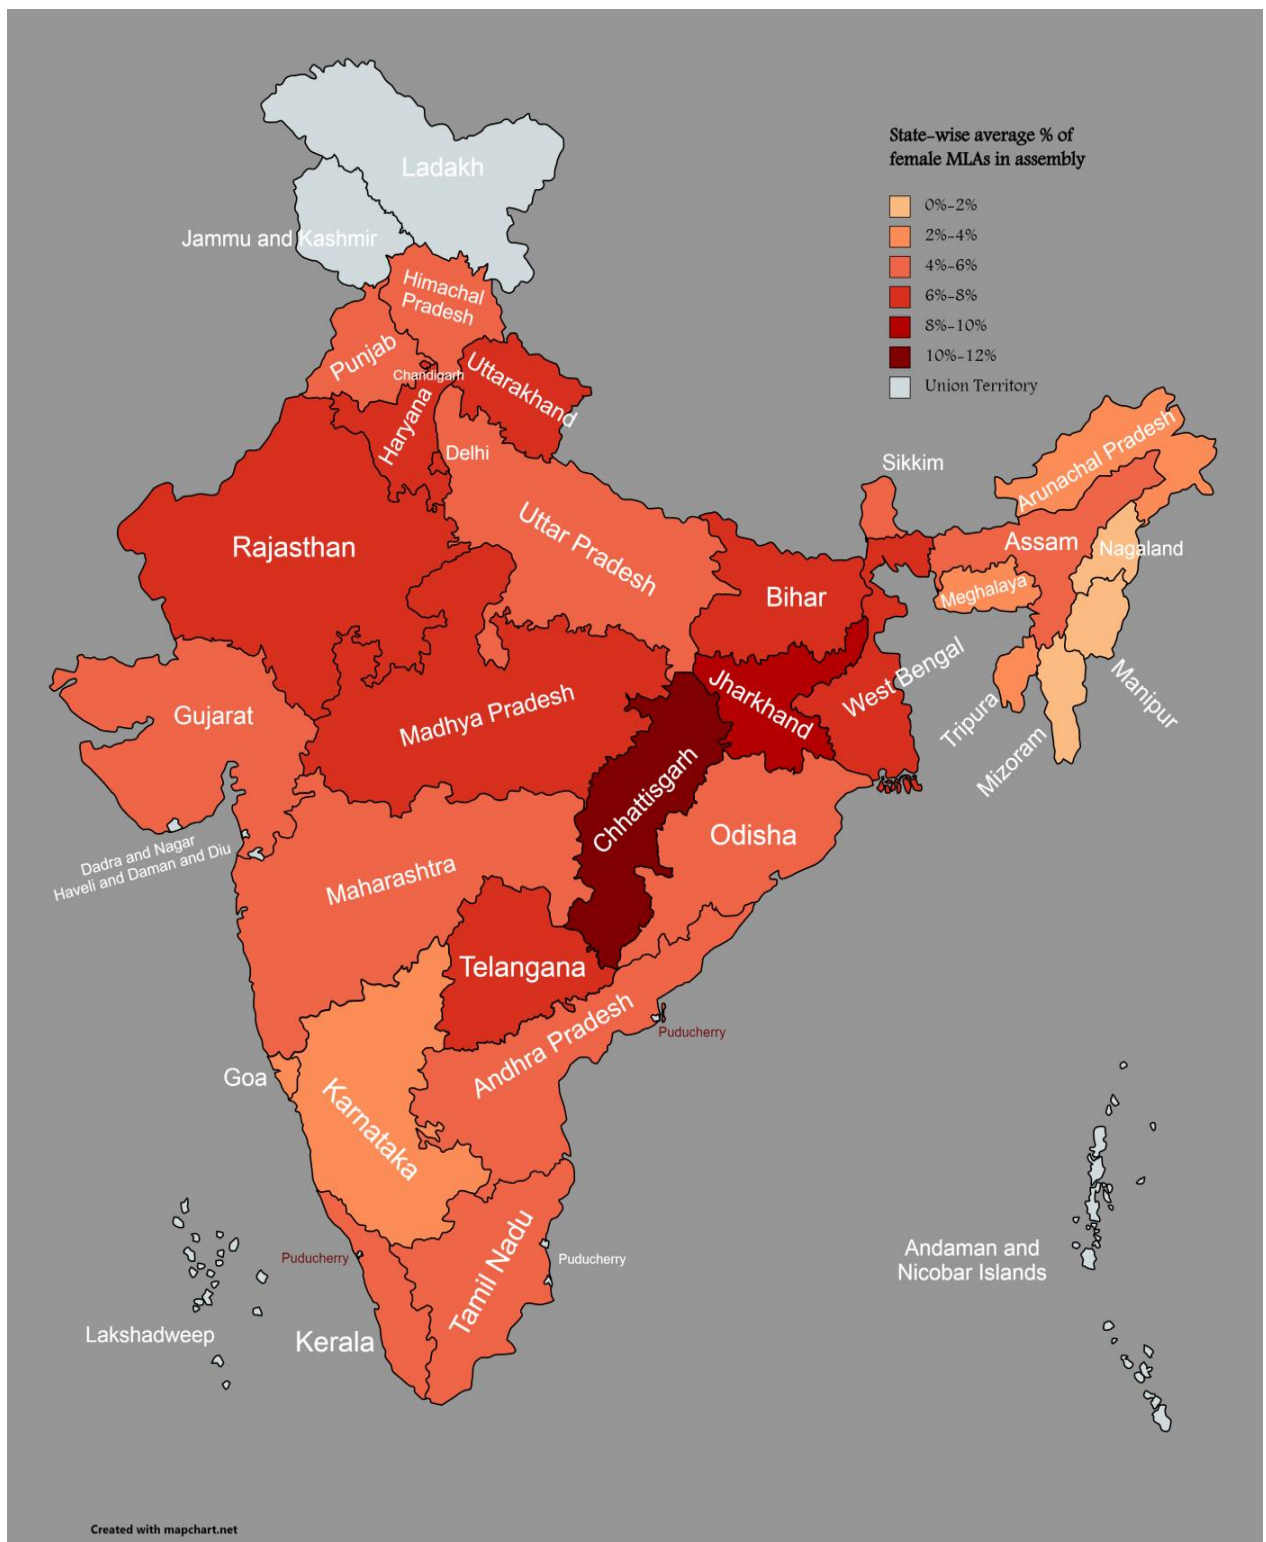 State-wise average % of
female MLAs in assembly
0%-2%
2%-4%
4%-6%
6%-8%
8%-10%
10%-12%
Union Territory
Ladakh
Jammu and Kashmir
Himachal
Pradesh
Punjab
Chandigarh
Uttarakhand
Haryana
Delhi
Sikkim
Arunachal Pradesh
Rajasthan
Uttar Pradesh
Assam
Nagaland
Bihar
Meghalaya
West Bengal
Manipur
Tripura
Mizoram
Jharkhand
Gujarat
Madhya Pradesh
Chhattisgarh
Odisha
Dadra and Nagar
Haveli and Daman and Diu
Maharashtra
Telangana
Andhra Pradesh
Puducherry
Goa
Karnataka
Puducherry
Tamil Nadu
Puducherry
Andaman and
Nicobar Islands
Lakshadweep
Kerala
Created with mapchart.net